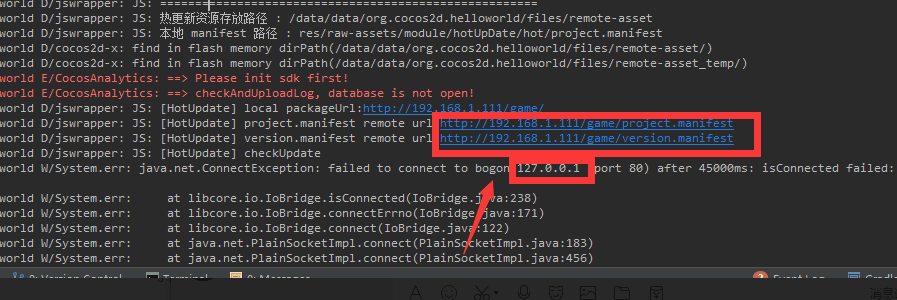 world D/jswrapper: JS: ==================================================
world D/jswrapper: JS: 热更新资源存放路径 : /data/data/org.cocos2d.helloworld/files/remote-asset
world D/jswrapper: JS: 本地 manifest 路径 : res/raw-assets/module/hotUpDate/hot/project.manifest
world D/cocos2d-x: find in flash memory dirPath(/data/data/org.cocos2d.helloworld/files/remote-asset/)
world D/cocos2d-x: find in flash memory dirPath(/data/data/org.cocos2d.helloworld/files/remote-asset_temp/)
world E/CocosAnalytics: ==> Please init sdk first!
world E/CocosAnalytics: ==> checkAndUploadLog, database is not open!
world D/jswrapper: JS: [HotUpdate] local packageUrl:http://192.168.1.111/game/
world D/jswrapper: JS: [HotUpdate] project.manifest remote url http://192.168.1.111/game/project.manifest
world D/jswrapper: JS: [HotUpdate] version.manifest remote url http://192.168.1.111/game/version.manifest
world D/jswrapper: JS: [HotUpdate] checkUpdate
world W/System.err: java.net.ConnectException: failed to connect to bogon 127.0.0.1 (port 80) after 45000ms: isConnected failed:
world W/System.err: at libcore.io.IoBridge.isConnected(IoBridge.java:238)
world W/System.err: at libcore.io.IoBridge.connectErrno(IoBridge.java:171)
world W/System.err: at libcore.io.IoBridge.connect(IoBridge.java:122)
world W/System.err: at java.net.PlainSocketImpl.connect(PlainSocketImpl.java:183)
world W/System.err: at java.net.PlainSocketImpl.connect(PlainSocketImpl.java:456)
9: Version Control Terminal 0: Messages Event Log Gradle